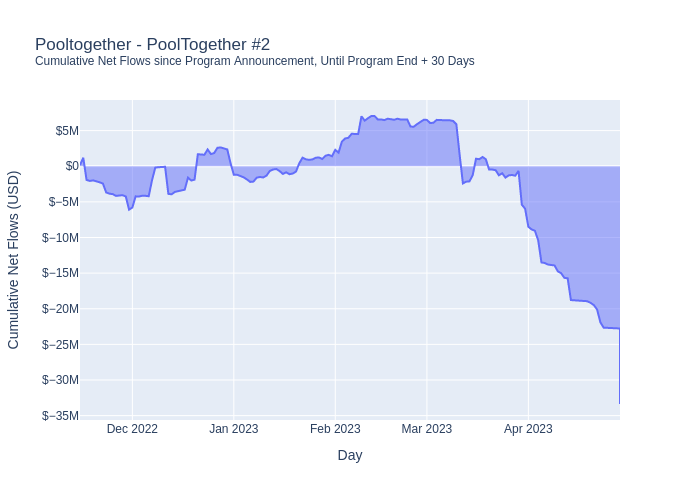 Pooltogether - PoolTogether #2
Cumulative Net Flows since Program Announcement, Until Program End + 30 Days
Cumulative Net Flows (USD)
$5M
$0
$−5M
$−10M
$−15M
$−20M
$−25M
$−30M
$−35M
Dec 2022
Jan 2023
Feb 2023
Mar 2023
Apr 2023
Day